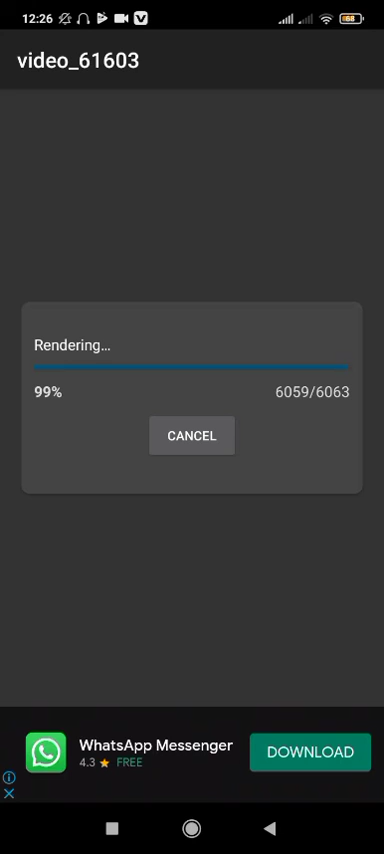 12:26
68
video_61603
Rendering...
99% 6059/6063
CANCEL
WhatsApp Messenger
4.3 FREE
DOWNLOAD